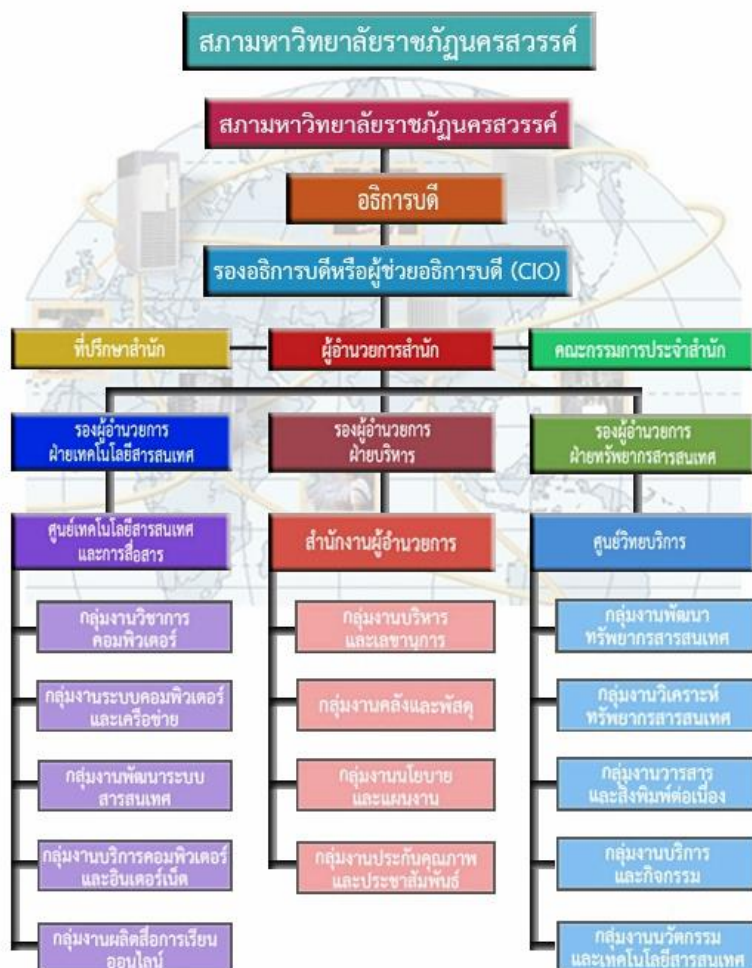 สภามหาวิทยาลัยราชภัฏนครสวรรค์
สภามหาวิทยาลัยราชภัฏนครสวรรค์
อธิการบดี
รองอธิการบดีหรือผู้ช่วยอธิการบดี (CIO)
ที่ปรึกษาสำนัก
ผู้อำนวยการสำนัก
คณะกรรมการประจำสำนัก
รองผู้อำนวยการ
ฝ่ายเทคโนโลยีสารสนเทศ
รองผู้อำนวยการ
ฝ่ายบริหาร
รองผู้อำนวยการ
ฝ่ายทรัพยากรสารสนเทศ
ศูนย์เทคโนโลยีสารสนเทศ
และการสื่อสาร
สำนักงานผู้อำนวยการ
ศูนย์วิทยบริการ
กลุ่มงานวิชาการ
คอมพิวเตอร์
กลุ่มงานระบบคอมพิวเตอร์
และเครือข่าย
กลุ่มงานพัฒนาระบบ
สารสนเทศ
กลุ่มงานบริการคอมพิวเตอร์
และอินเตอร์เน็ต
กลุ่มงานผลิตสื่อการเรียน
ออนไลน์
กลุ่มงานบริหาร
และเลขานุการ
กลุ่มงานคลังและพัสดุ
กลุ่มงานนโยบาย
และแผนงาน
กลุ่มงานประกันคุณภาพ
และประชาสัมพันธ์
กลุ่มงานพัฒนา
ทรัพยากรสารสนเทศ
กลุ่มงานวิเคราะห์
ทรัพยากรสารสนเทศ
กลุ่มงานวารสาร
และสิ่งพิมพ์ต่อเนื่อง
กลุ่มงานบริการ
และกิจกรรม
กลุ่มงานนวัตกรรม
และเทคโนโลยีสารสนเทศ